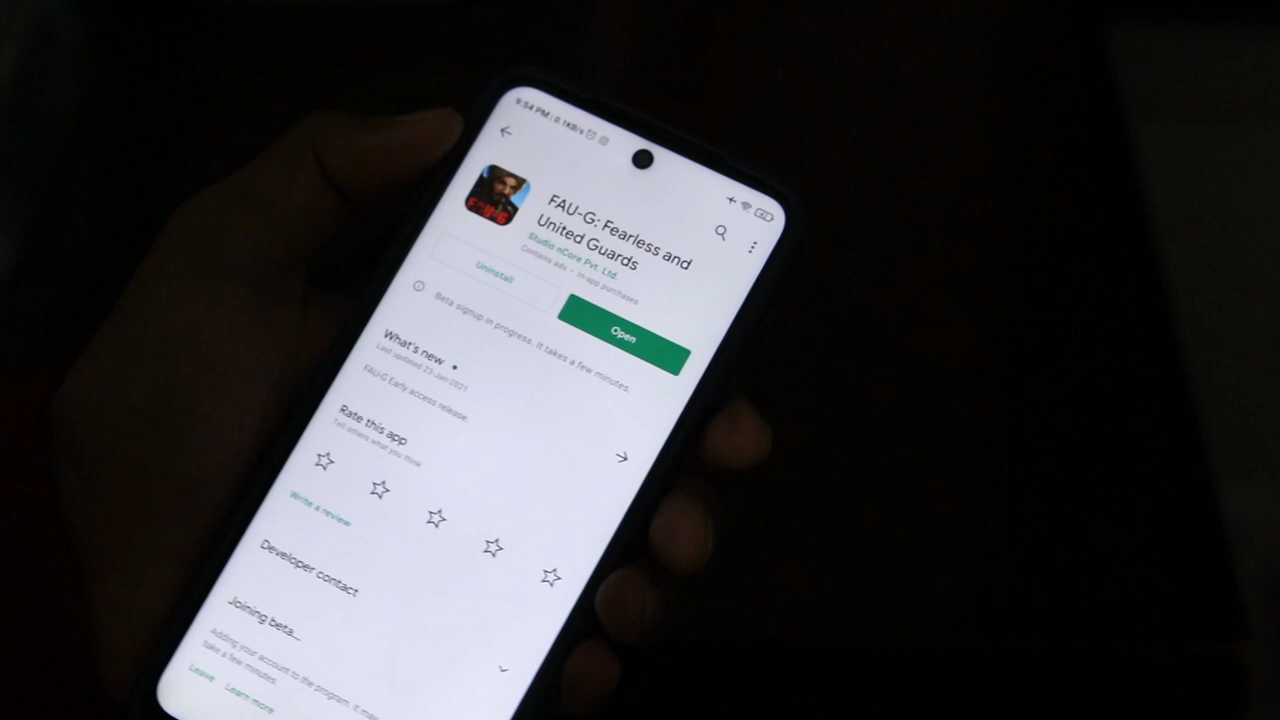 9:54 PM | 0.1KB/s
FAU-G
FAU-G: Fearless and
United Guards
Studio nCore Pvt. Ltd.
Contains ads • In-app purchases
Uninstall
Open
Beta signup in progress. It takes a few minutes.
What's new •
Last updated 23-Jan-2021
FAU-G Early access release.
Rate this app
Tell others what you think
Write a review
Developer contact
Joining beta...
Adding your account to the program. It may
take a few minutes.
Leave Learn more